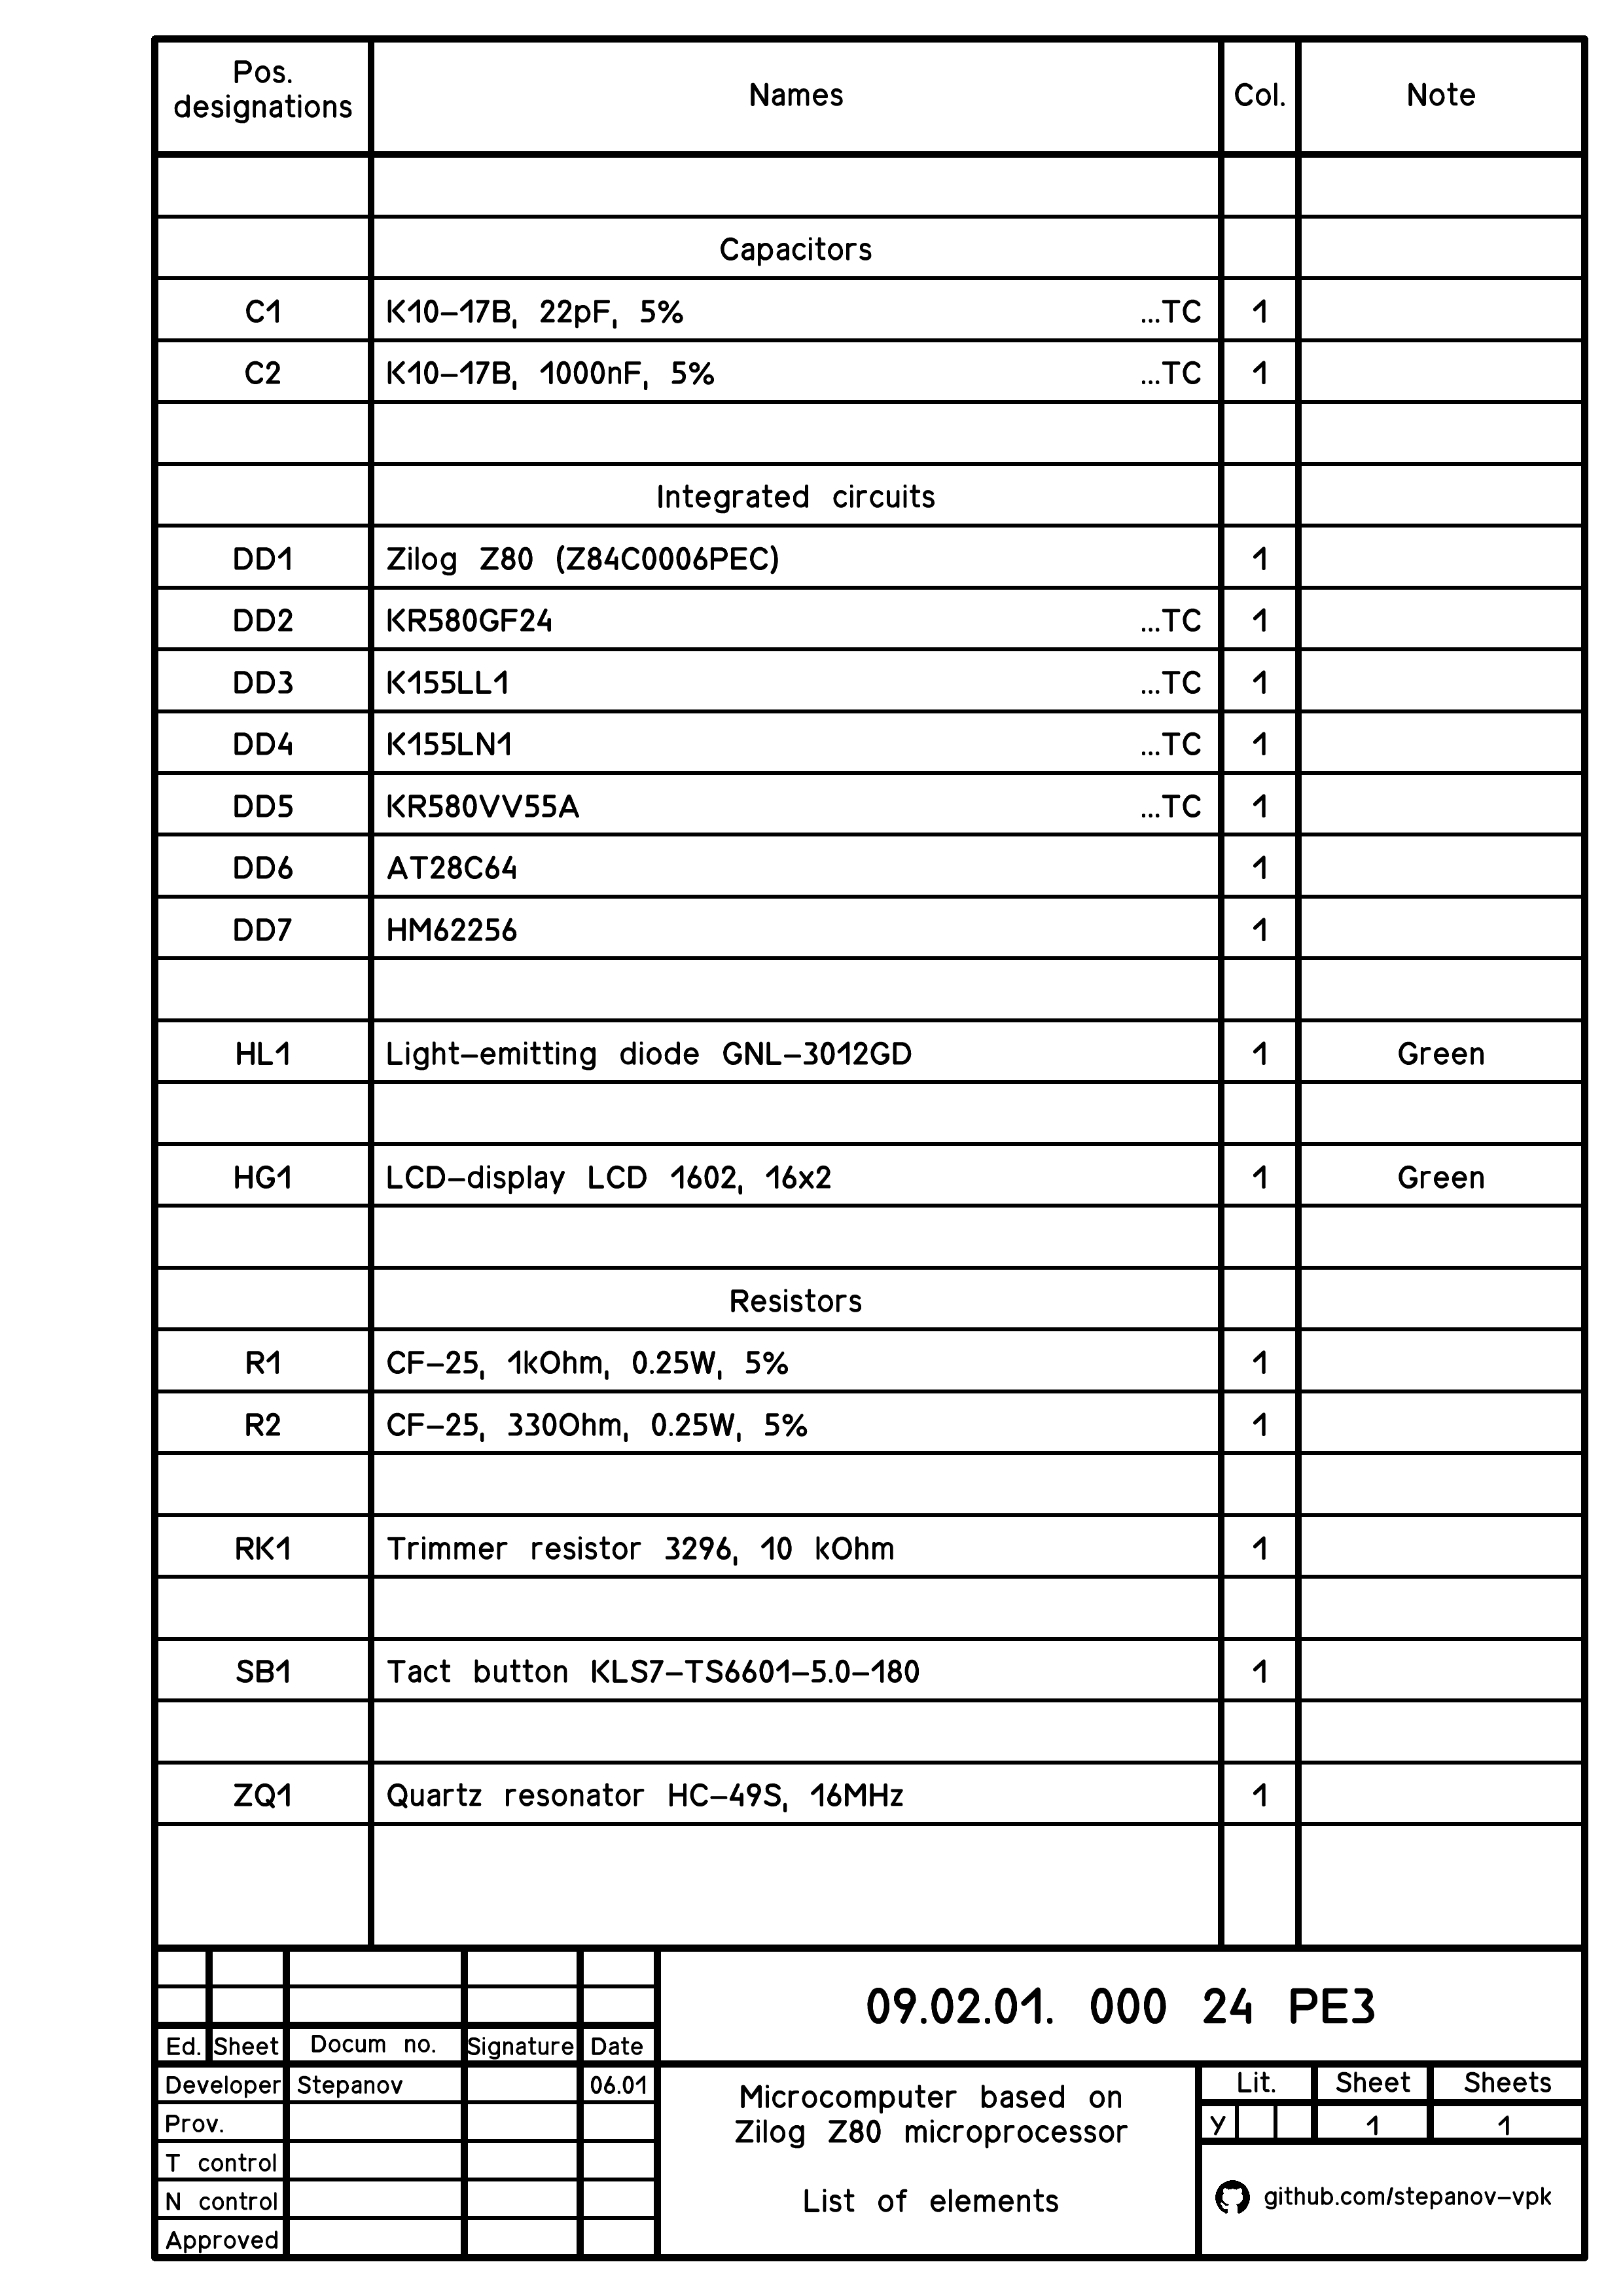 Pos.
designations
Names
Col.
Note
Capacitors
C1 K10-17B, 22pF, 5% ...TC 1
C2 K10-17B, 1000nF, 5% ...TC 1
Integrated circuits
DD1 Zilog Z80 (Z84C0006PEC) 1
DD2 KR580GF24 ...TC 1
DD3 K155LL1 ...TC 1
DD4 K155LN1 ...TC 1
DD5 KR580VV55A ...TC 1
DD6 AT28C64 1
DD7 HM62256 1
HL1 Light-emitting diode GNL-3012GD 1 Green
HG1 LCD-display LCD 1602, 16x2 1 Green
Resistors
R1 CF-25, 1kOhm, 0.25W, 5% 1
R2 CF-25, 330Ohm, 0.25W, 5% 1
RK1 Trimmer resistor 3296, 10 kOhm 1
SB1 Tact button KLS7-TS6601-5.0-180 1
ZQ1 Quartz resonator HC-49S, 16MHz 1
09.02.01. 000 24 PE3
Ed. Sheet Docum no. Signature Date
Developer Stepanov 06.01
Prov.
T control
N control
Approved
Microcomputer based on
Zilog Z80 microprocessor
List of elements
Lit. Sheet Sheets
У 1 1
github.com/stepanov-vpk